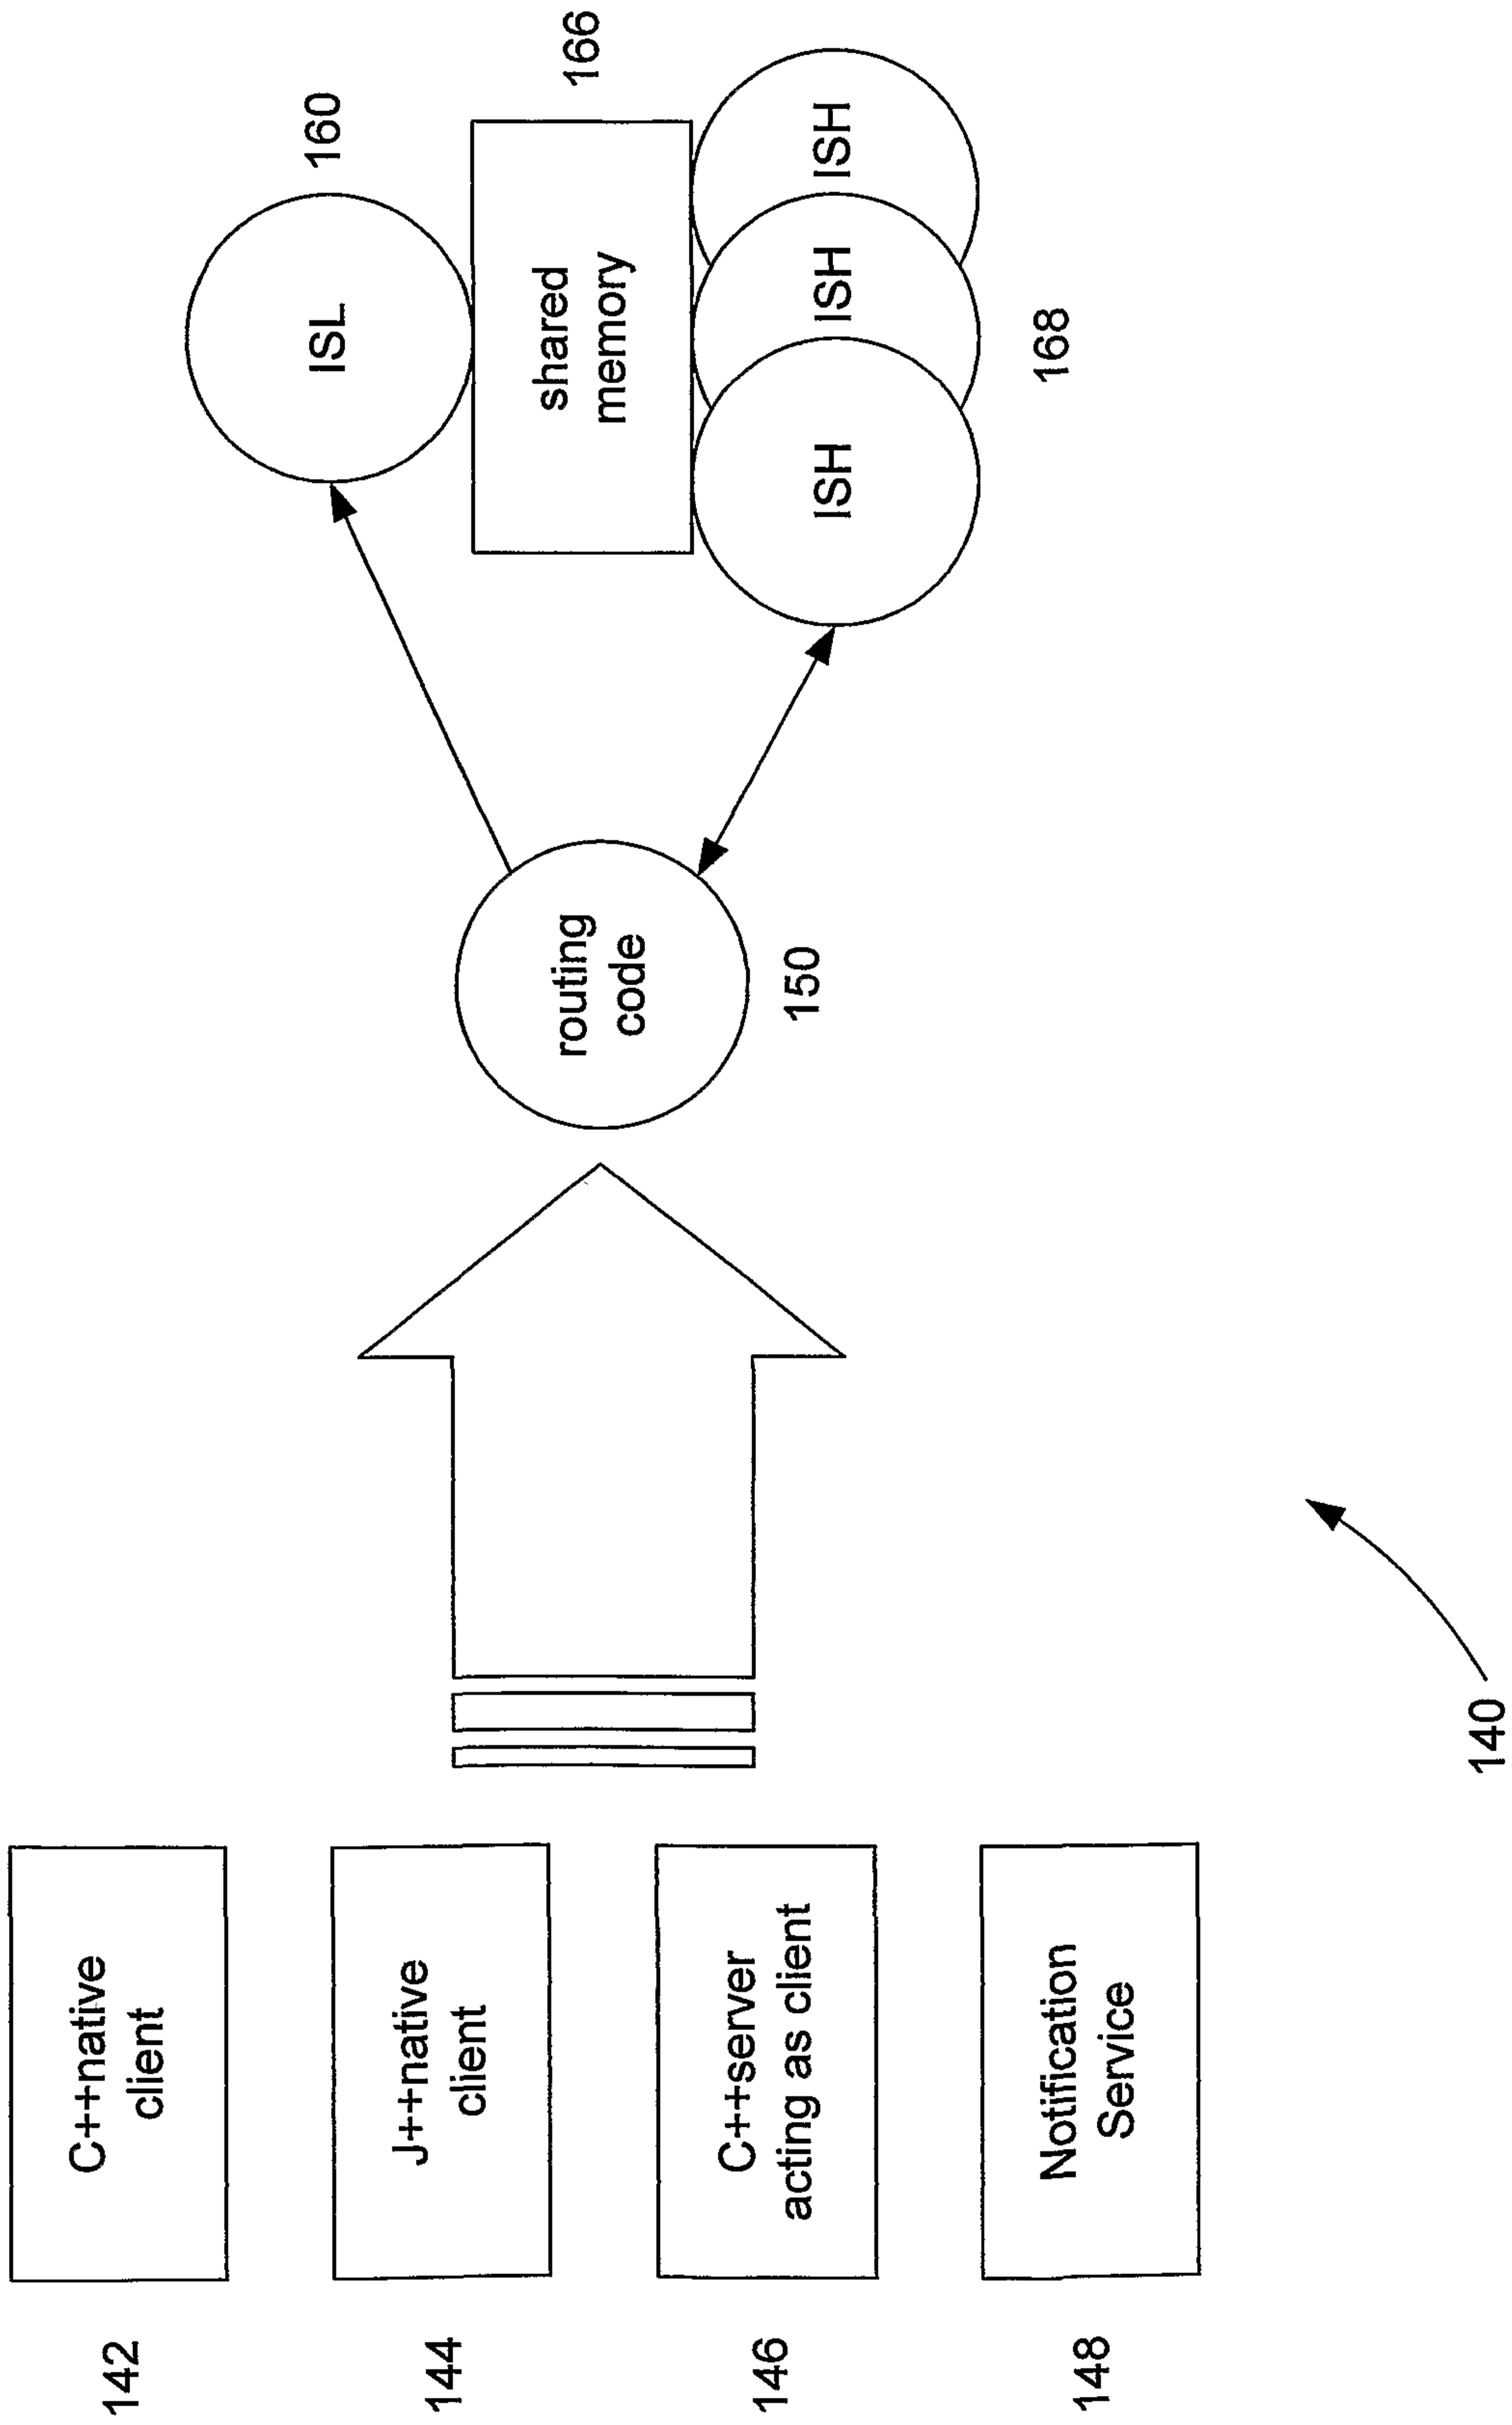 142
C++native
client
144
J++native
client
146
C++server
acting as client
148
Notification
Service
140
routing
code
150
ISL
160
shared
memory
166
ISH
ISH
ISH
168